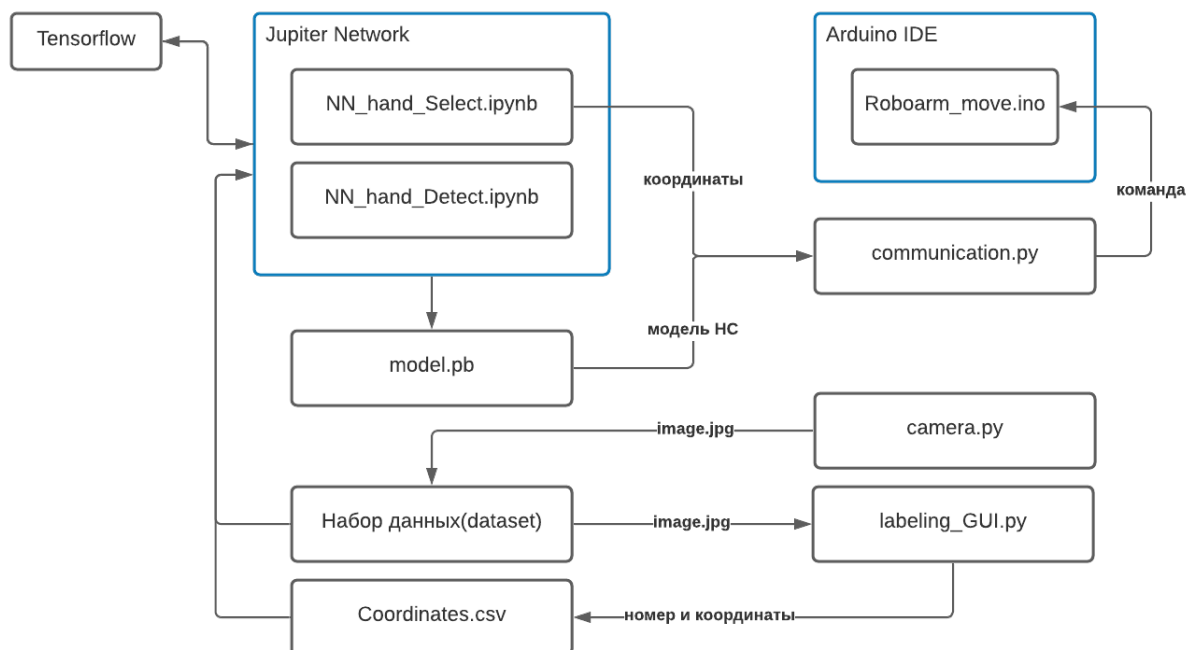 Tensorflow
Jupiter Network
NN_hand_Select.ipynb
NN_hand_Detect.ipynb
Arduino IDE
Roboarm_move.ino
координаты
команда
communication.py
модель НС
model.pb
image.jpg
camera.py
Набор данных(dataset)
image.jpg
labeling_GUI.py
Coordinates.csv
номер и координаты